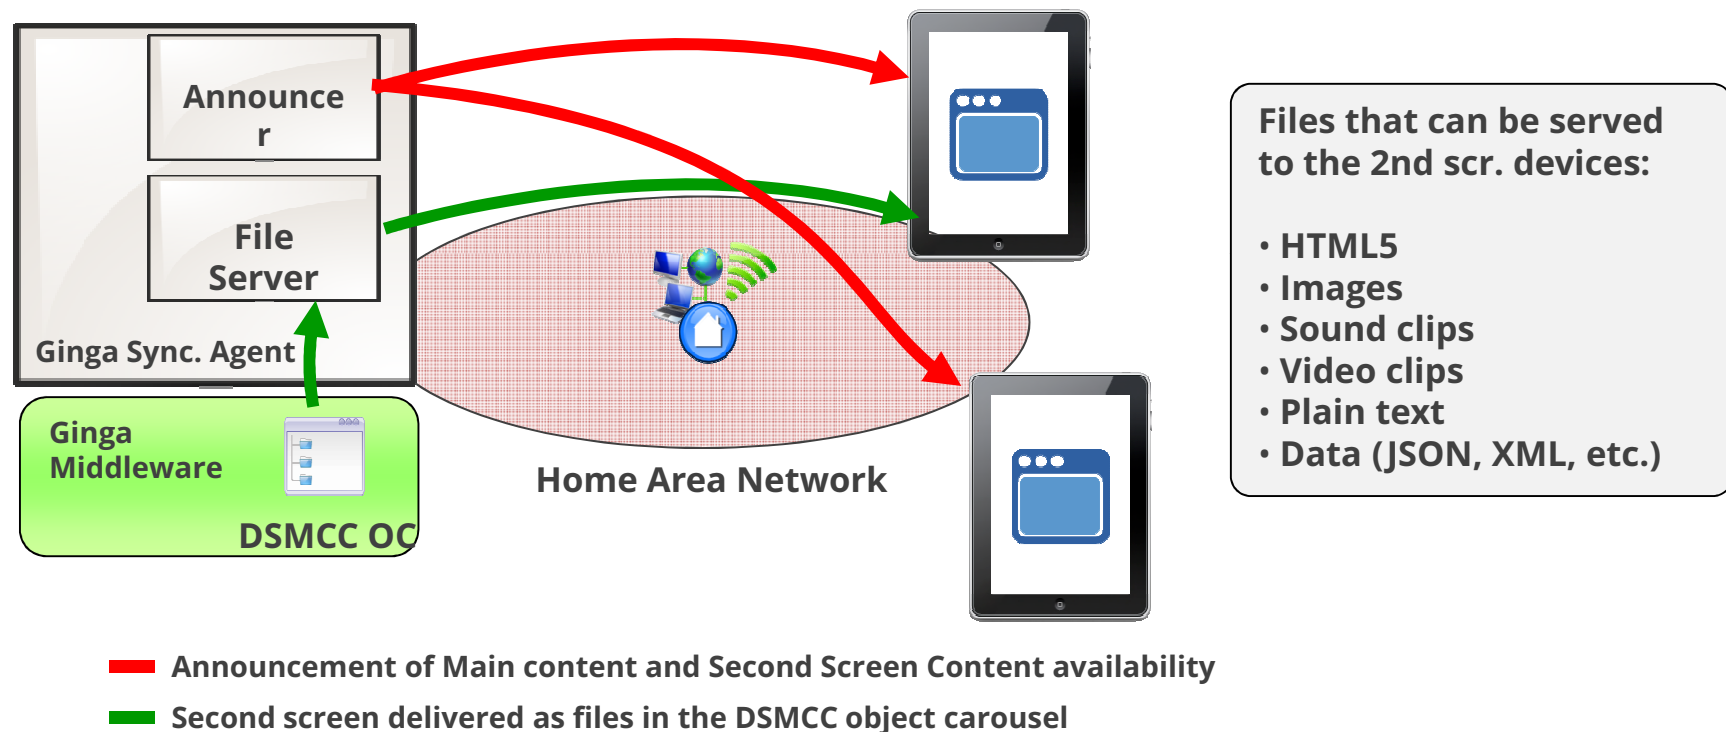 Announce
r
File
Server
Ginga Sync. Agent
Ginga
Middleware
DSMCC OC
Home Area Network
Files that can be served
to the 2nd scr. devices:
• HTML5
• Images
• Sound clips
• Video clips
• Plain text
• Data (JSON, XML, etc.)
Announcement of Main content and Second Screen Content availability
Second screen delivered as files in the DSMCC object carousel